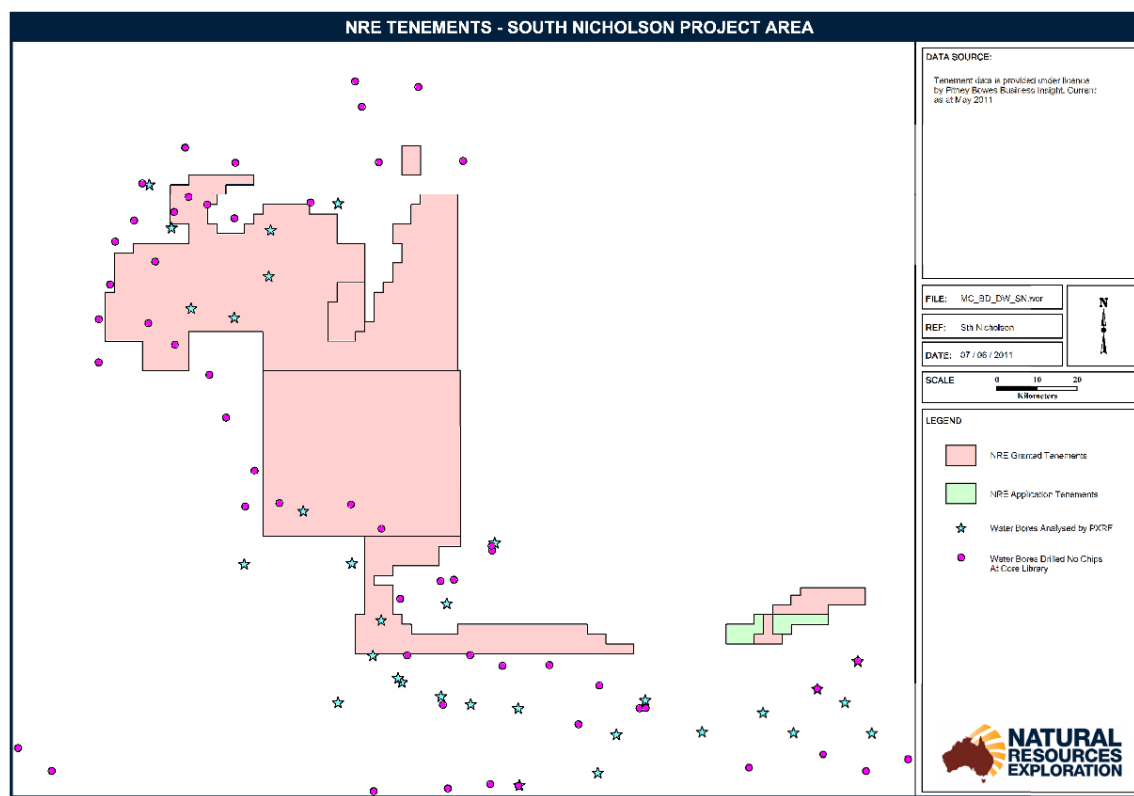 NRE TENEMENTS - SOUTH NICHOLSON PROJECT AREA
DATA SOURCE:
Tenement data is provided under licence
by Pitney Bowes Business Insight. Current
as at May 2011
FILE: MC_BD_DW_SN.wor
REF: Sth Nicholson
DATE: 07 / 06 / 2011
N
SCALE
0 10 20
Kilometers
LEGEND
NRE Granted Tenements
NRE Application Tenements
Water Bores Analysed by PXRF
Water Bores Drilled No Chips
At Core Library
NATURAL
RESOURCES
EXPLORATION